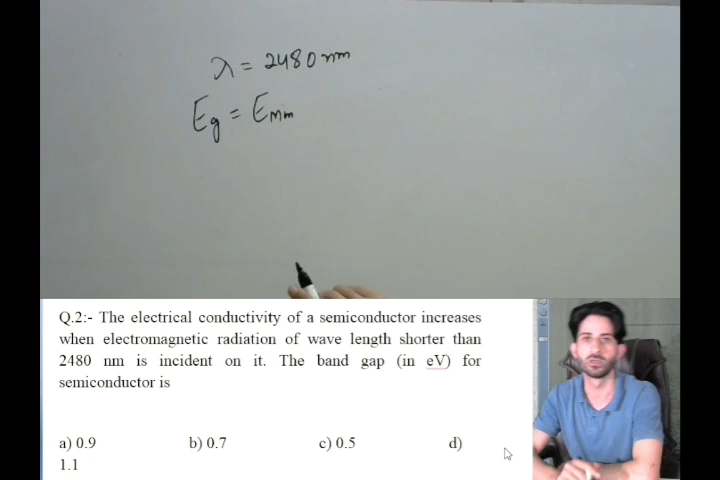 λ = 2480 nm
Eg = Emin
Q.2:- The electrical conductivity of a semiconductor increases
when electromagnetic radiation of wave length shorter than
2480 nm is incident on it. The band gap (in eV) for
semiconductor is
a) 0.9 b) 0.7 c) 0.5 d)
1.1